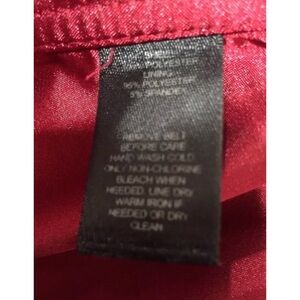 SHELL
POLYESTER
LINING
95% POLYESTER
5% SPANDEX
REMOVE BELT
BEFORE CARE
HAND WASH COLD
ONLY NON-CHLORINE
BLEACH WHEN
NEEDED. LINE DRY
WARM IRON IF
NEEDED OR DRY
CLEAN